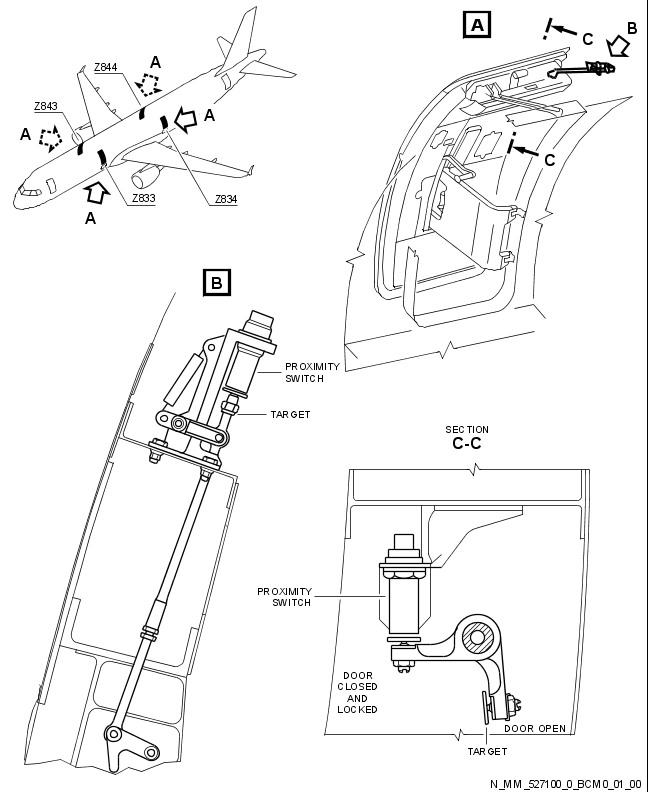 A
C
B
Z844
A
Z843
A
A
C
Z833
Z834
A
B
PROXIMITY
SWITCH
TARGET
SECTION
C-C
PROXIMITY
SWITCH
DOOR
CLOSED
AND
LOCKED
DOOR OPEN
TARGET
N_MM_527100_0_BCM0_01_00